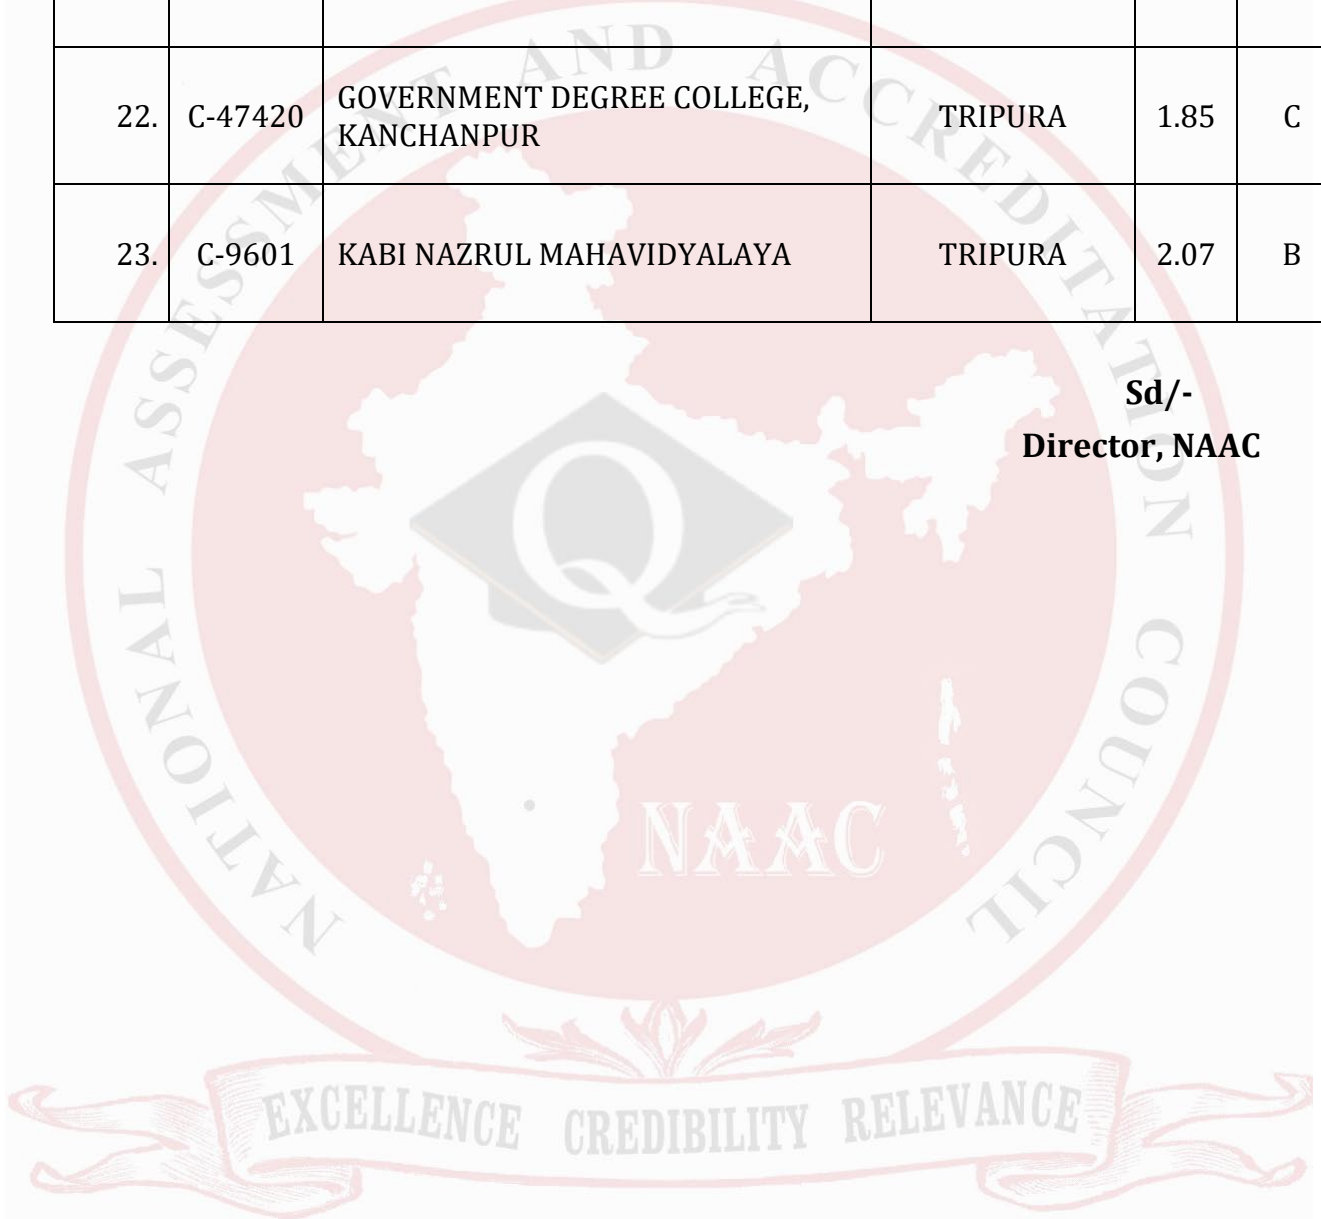 22. C-47420 GOVERNMENT DEGREE COLLEGE, TRIPURA 1.85 C
KANCHANPUR
23. C-9601 KABI NAZRUL MAHAVIDYALAYA TRIPURA 2.07 B
Sd/-
Director, NAAC
NATIONAL ASSESSMENT AND ACCREDITATION COUNCIL
Q
NAAC
EXCELLENCE CREDIBILITY RELEVANCE